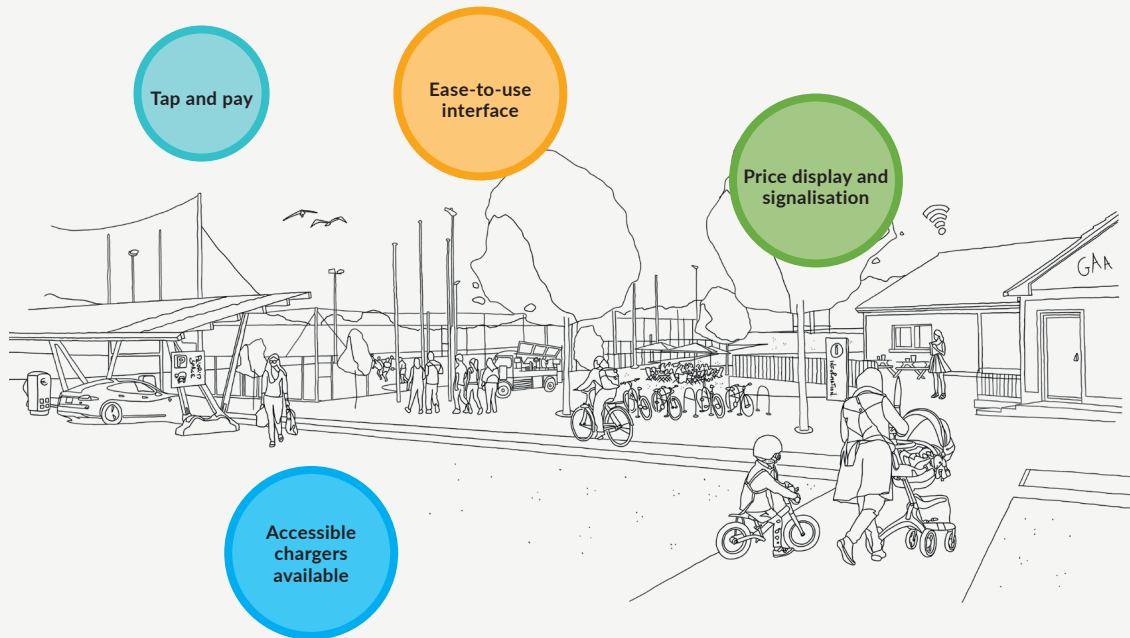 Tap and pay
Ease-to-use
interface
Price display and
signalisation
GAA
Accessible
chargers
available